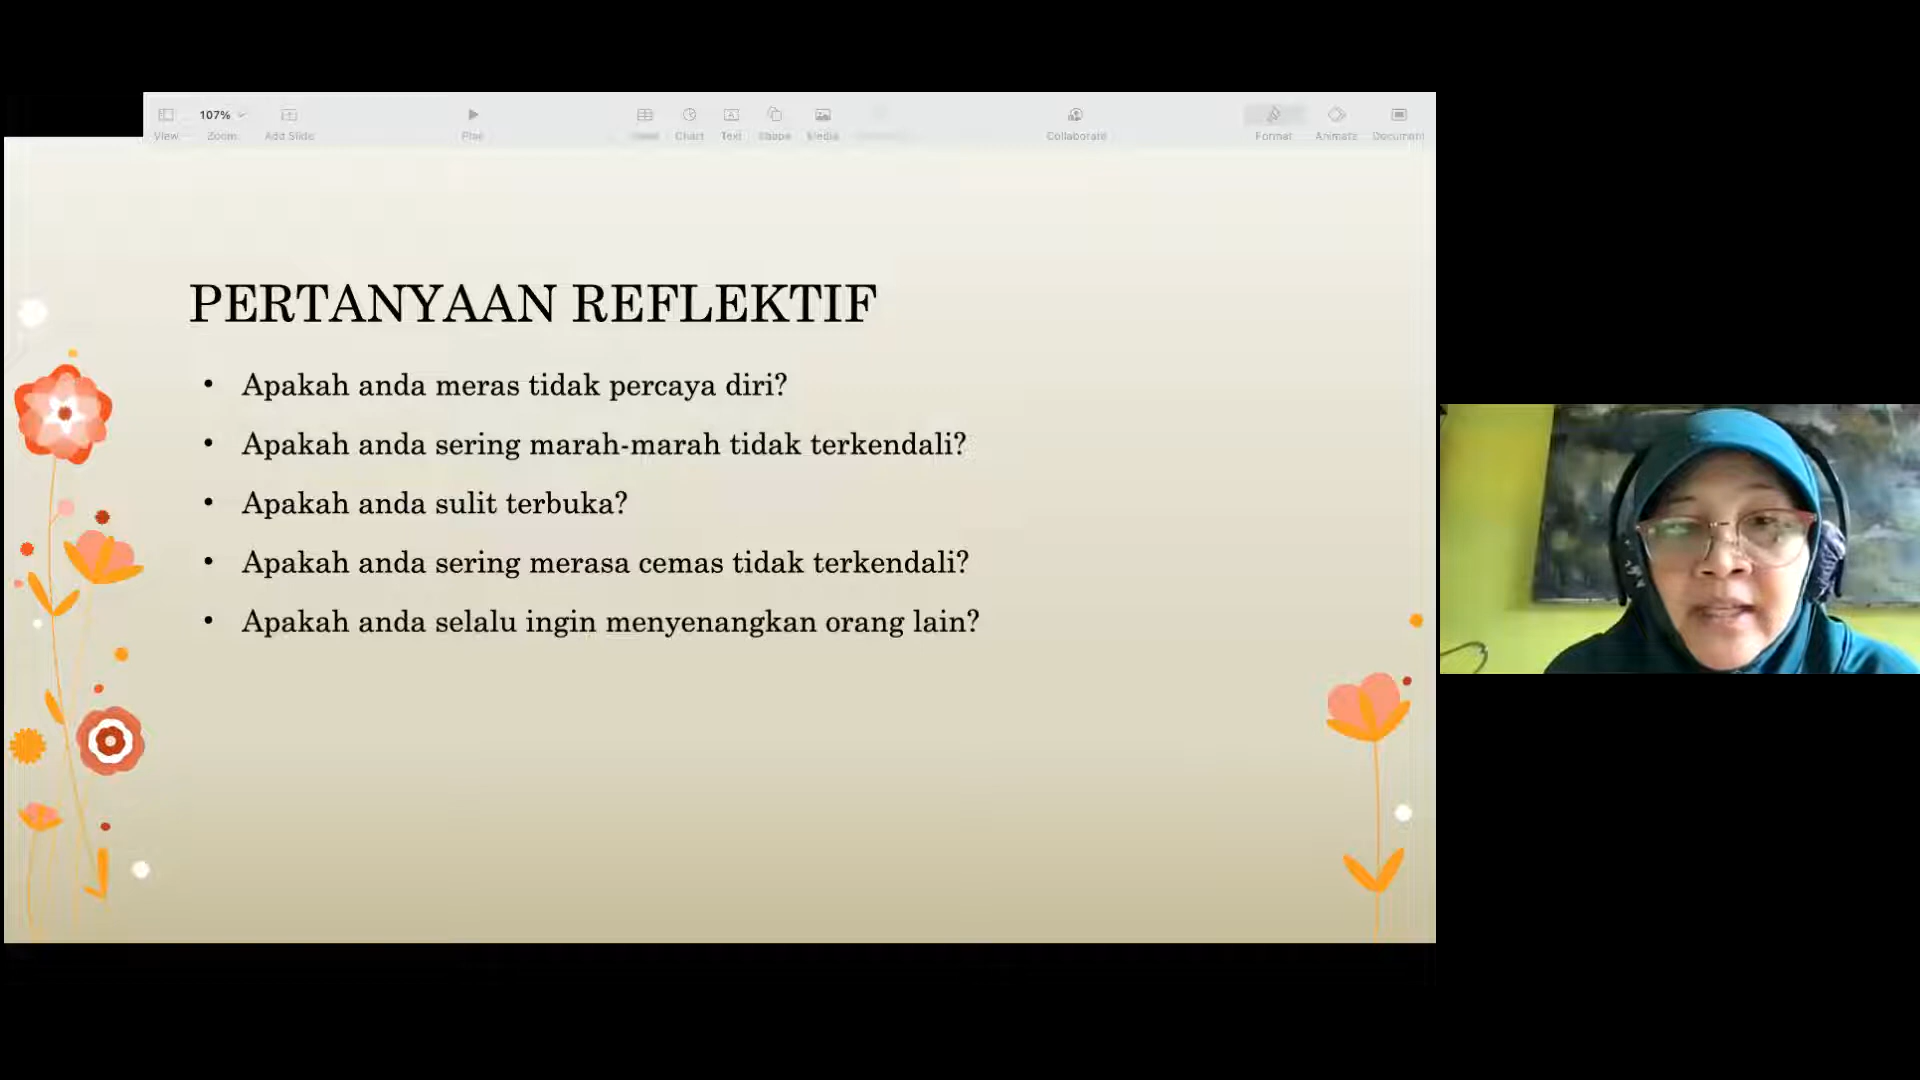 107%
View
Zoom
Add Slide
Play
Chart
Text
Shape
Media
Collaborate
Format
Animate
Document
PERTANYAAN REFLEKTIF
• Apakah anda meras tidak percaya diri?
• Apakah anda sering marah-marah tidak terkendali?
• Apakah anda sulit terbuka?
• Apakah anda sering merasa cemas tidak terkendali?
• Apakah anda selalu ingin menyenangkan orang lain?